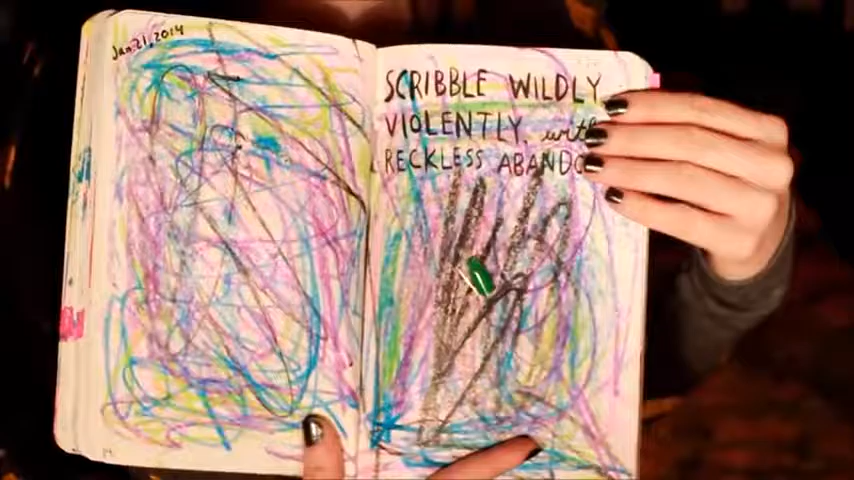 Jan 21, 2014
SCRIBBLE WILDLY
VIOLENTLY, with
RECKLESS ABANDO